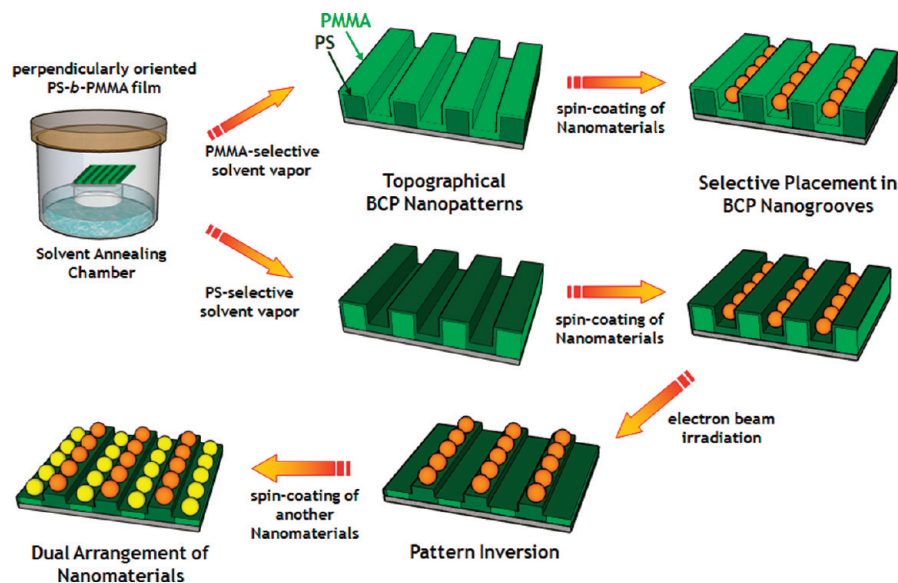 perpendicularly oriented
PS-b-PMMA film
Solvent Annealing
Chamber
PMMA-selective
solvent vapor
PS-selective
solvent vapor
PMMA
PS
Topographical
BCP Nanopatterns
spin-coating of
Nanomaterials
Selective Placement in
BCP Nanogrooves
spin-coating of
Nanomaterials
electron beam
irradiation
Pattern Inversion
spin-coating of
another
Nanomaterials
Dual Arrangement of
Nanomaterials